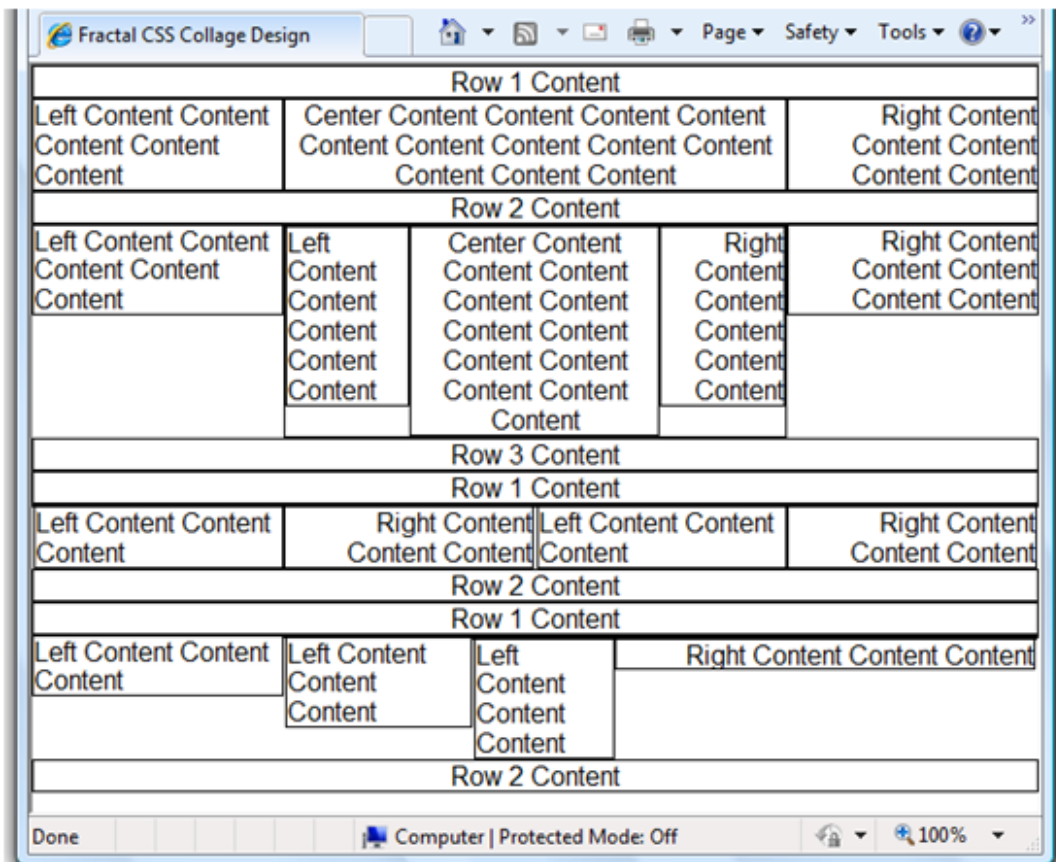 Fractal CSS Collage Design
Page
Safety
Tools
Row 1 Content
Left Content Content
Content Content
Content
Center Content Content Content Content
Content Content Content Content Content
Content Content Content
Right Content
Content Content
Content Content
Row 2 Content
Left Content Content
Content Content
Content
Left
Content
Content
Content
Content
Content
Center Content
Content Content
Content Content
Content Content
Content Content
Content Content
Content
Right
Content
Content
Content
Content
Content
Right Content
Content Content
Content Content
Row 3 Content
Row 1 Content
Left Content Content
Content
Right Content
Content Content
Left Content Content
Content
Right Content
Content Content
Row 2 Content
Row 1 Content
Left Content Content
Content
Left Content
Content
Content
Left
Content
Content
Content
Right Content Content Content
Row 2 Content
Done
Computer | Protected Mode: Off
100%